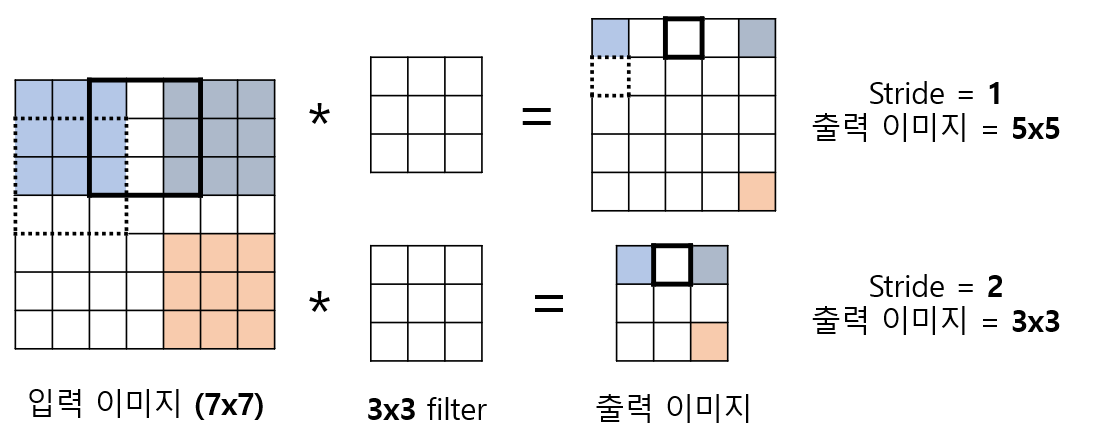 *
=
Stride = 1
출력 이미지 = 5x5
*
=
Stride = 2
출력 이미지 = 3x3
입력 이미지 (7x7)
3x3 filter
출력 이미지